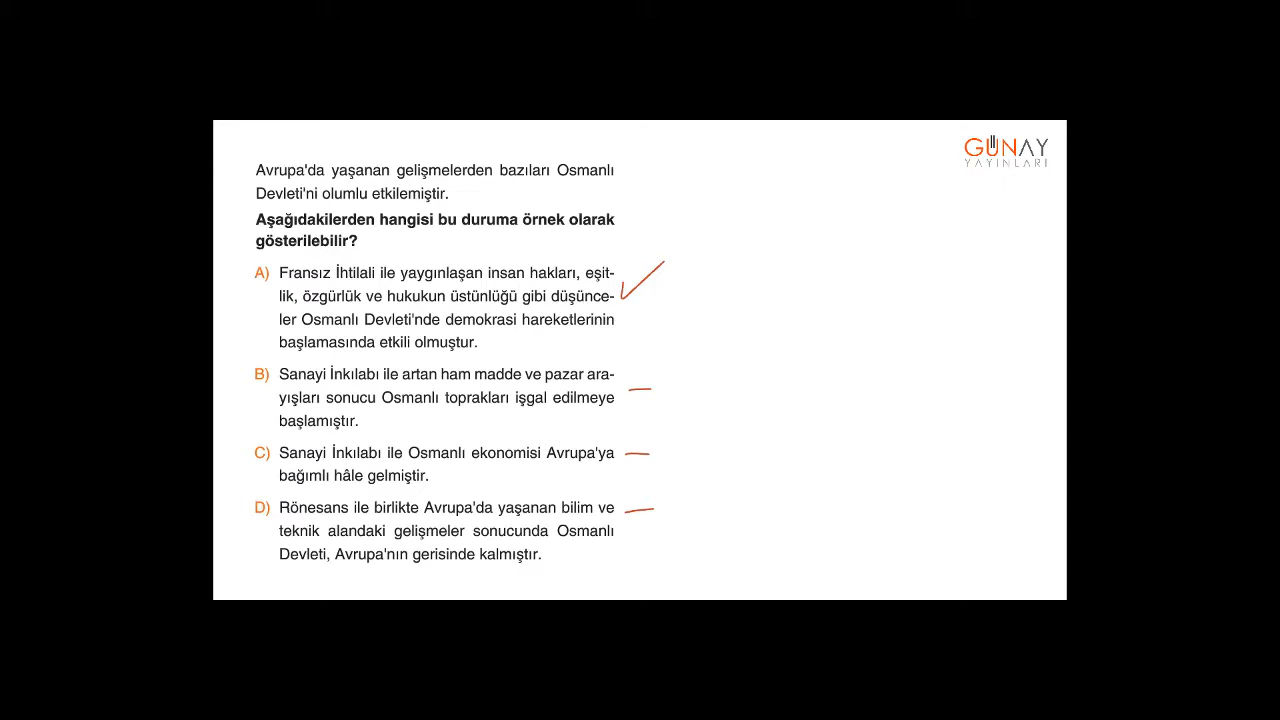 GÜNAY
YAYINLARI
Avrupa'da yaşanan gelişmelerden bazıları Osmanlı
Devleti'ni olumlu etkilemiştir.
Aşağıdakilerden hangisi bu duruma örnek olarak
gösterilebilir?
A) Fransız İhtilali ile yaygınlaşan insan hakları, eşit-
lik, özgürlük ve hukukun üstünlüğü gibi düşünce-
ler Osmanlı Devleti'nde demokrasi hareketlerinin
başlamasında etkili olmuştur.
B) Sanayi İnkılabı ile artan ham madde ve pazar ara-
yışları sonucu Osmanlı toprakları işgal edilmeye
başlamıştır.
C) Sanayi İnkılabı ile Osmanlı ekonomisi Avrupa'ya
bağımlı hâle gelmiştir.
D) Rönesans ile birlikte Avrupa'da yaşanan bilim ve
teknik alandaki gelişmeler sonucunda Osmanlı
Devleti, Avrupa'nın gerisinde kalmıştır.